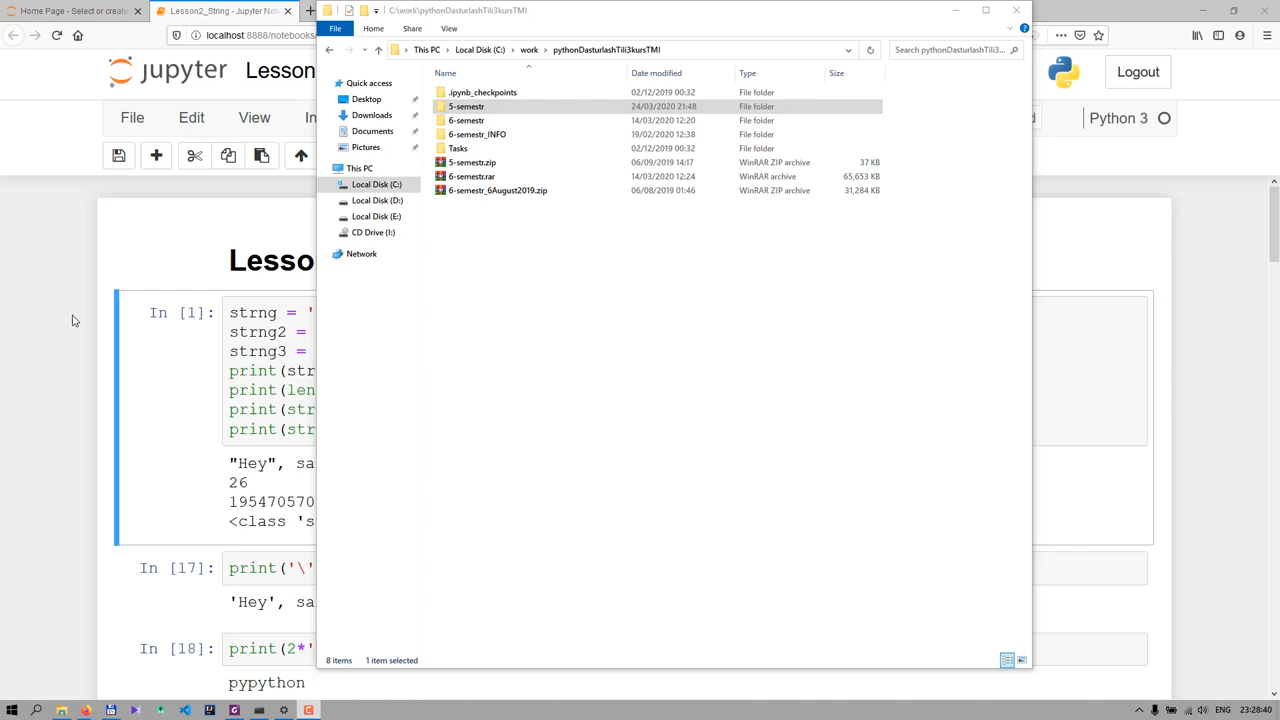 Home Page - Select or create
Lesson2_String - Jupyter Note
C:\work\pythonDasturlashTili3kursTMI
localhost:8888/notebooks
File Home Share View
This PC > Local Disk (C:) > work > pythonDasturlashTili3kursTMI
Search pythonDasturlashTili3...
jupyter Lesso
Logout
File Edit View In
Python 3
Name Date modified Type Size
Quick access
Desktop
Downloads
Documents
Pictures
This PC
Local Disk (C:)
Local Disk (D:)
Local Disk (E:)
CD Drive (I:)
Network
.ipynb_checkpoints 02/12/2019 00:32 File folder
5-semestr 24/03/2020 21:48 File folder
6-semestr 14/03/2020 12:20 File folder
6-semestr_INFO 19/02/2020 12:38 File folder
Tasks 02/12/2019 00:32 File folder
5-semestr.zip 06/09/2019 14:17 WinRAR ZIP archive 37 KB
6-semestr.rar 14/03/2020 12:24 WinRAR archive 65,653 KB
6-semestr_6August2019.zip 06/08/2019 01:46 WinRAR ZIP archive 31,284 KB
Lesso
In [1]: strng = '
strng2 =
strng3 =
print(str
print(len
print(str
print(str
"Hey", sa
26
195470570
<class 's
In [17]: print('\'
'Hey', sa
In [18]: print(2*'
pypython
8 items 1 item selected
ENG 23:28:40